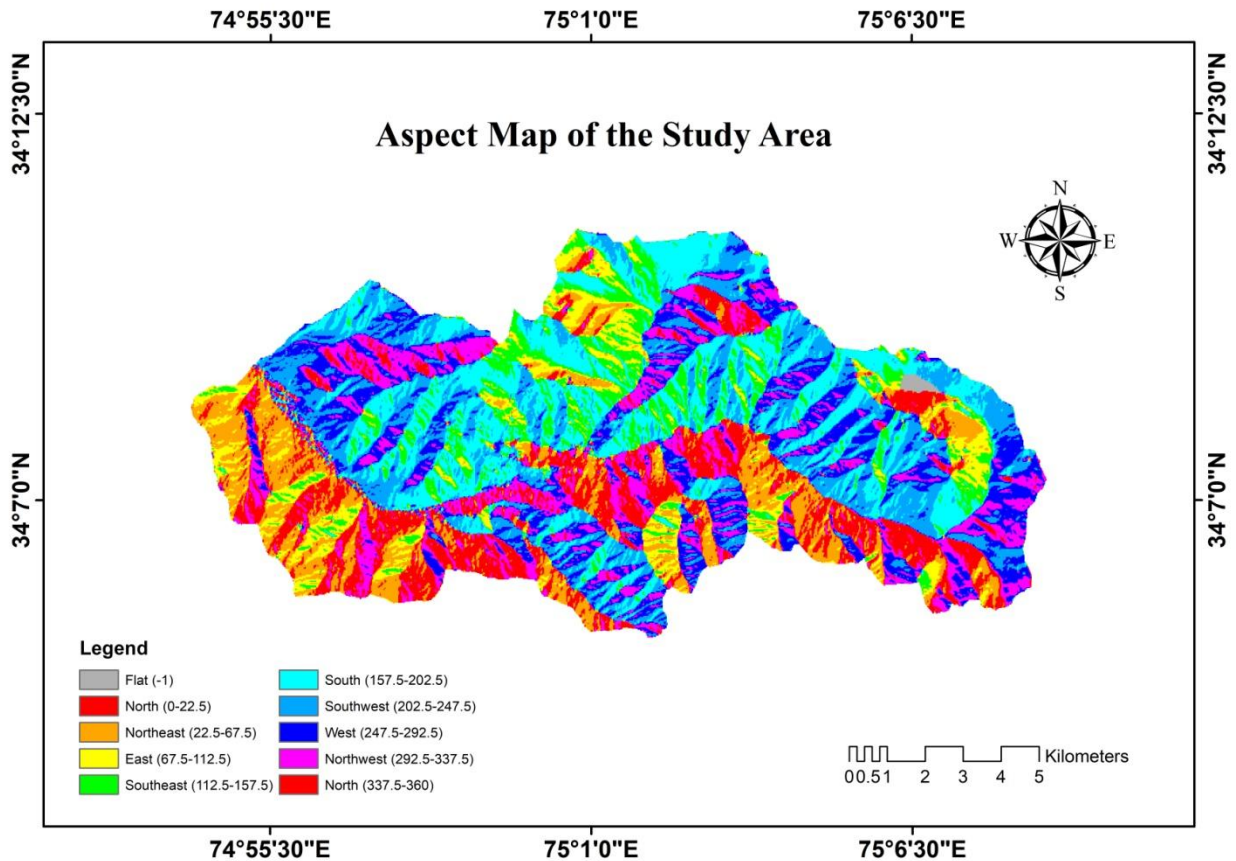 74°55'30"E 75°1'0"E 75°6'30"E
34°12'30"N 34°12'30"N
Aspect Map of the Study Area
N
W E
S
34°7'0"N 34°7'0"N
Legend
Flat (-1) South (157.5-202.5)
North (0-22.5) Southwest (202.5-247.5)
Northeast (22.5-67.5) West (247.5-292.5)
East (67.5-112.5) Northwest (292.5-337.5)
Southeast (112.5-157.5) North (337.5-360)
Kilometers
0 0.5 1 2 3 4 5
74°55'30"E 75°1'0"E 75°6'30"E